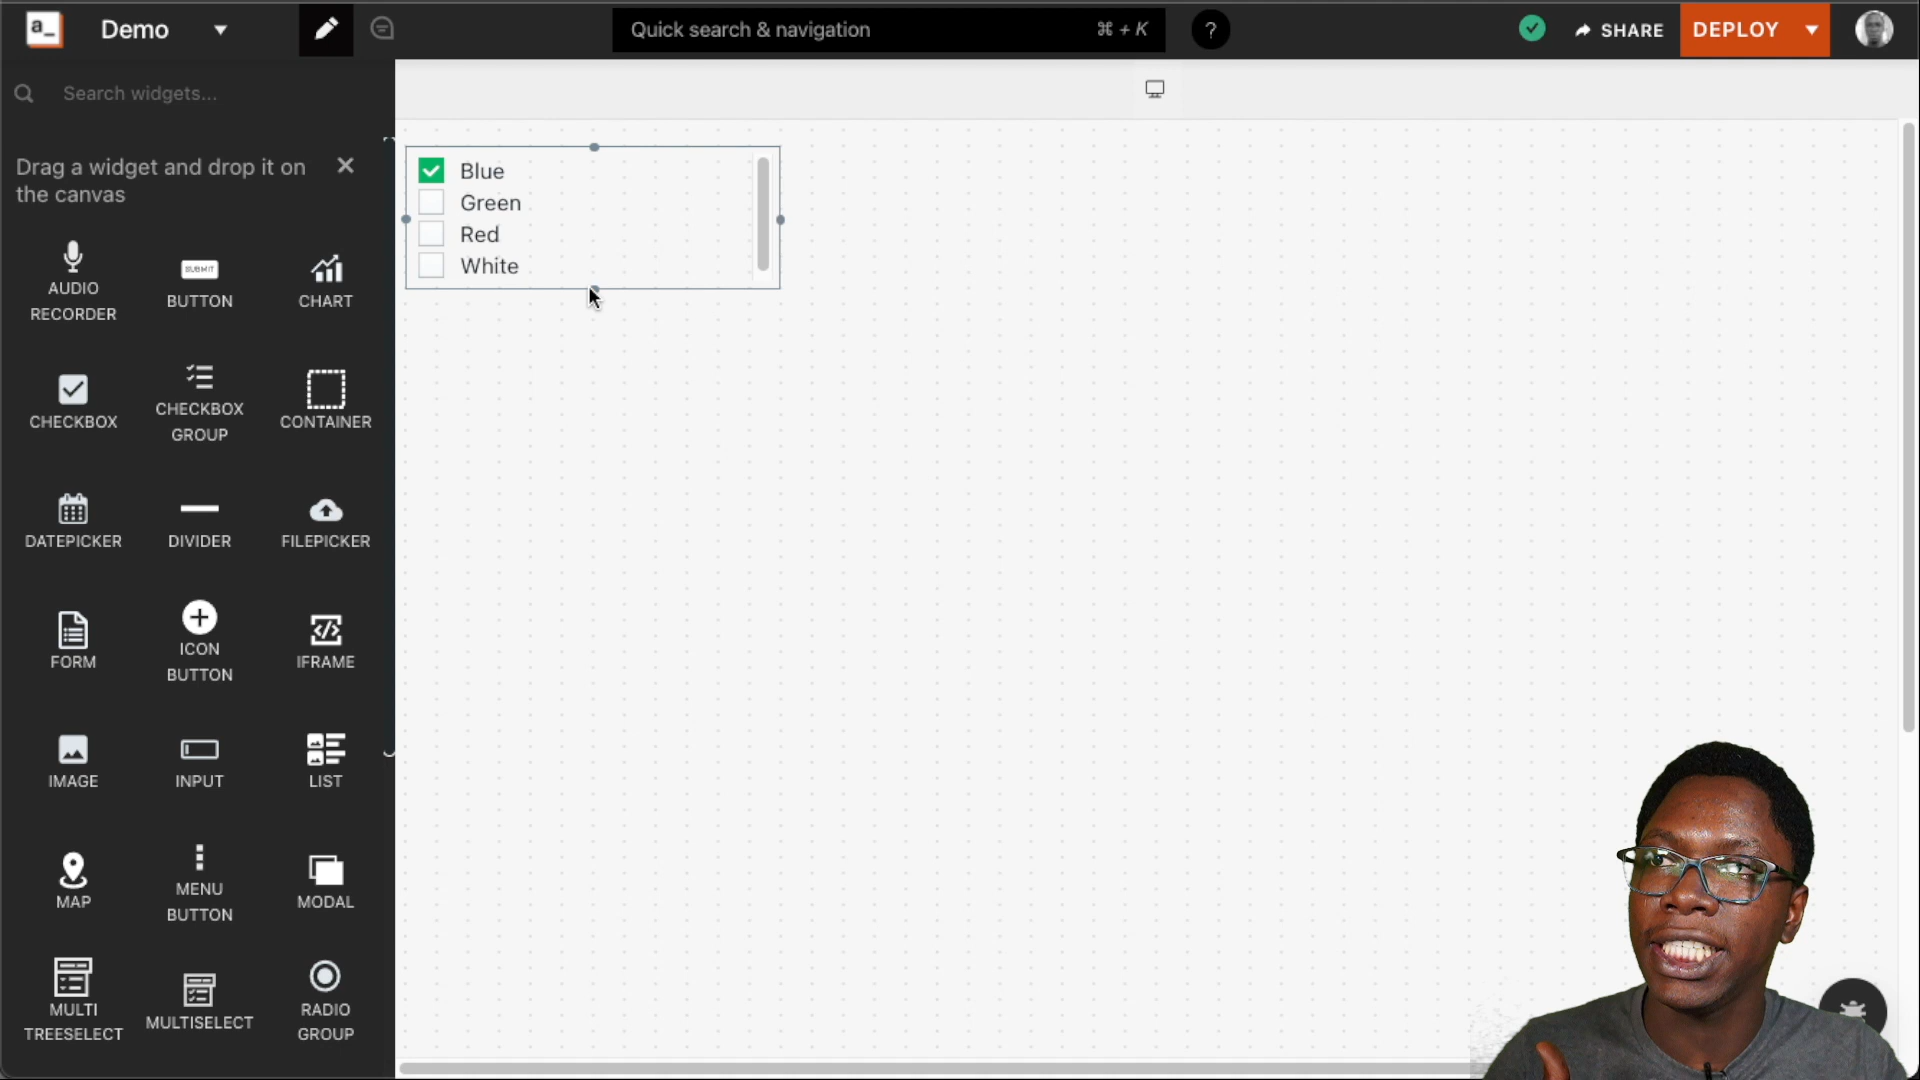 a_
Demo
Quick search & navigation
⌘ + K
?
SHARE
DEPLOY
Search widgets...
Drag a widget and drop it on
the canvas
AUDIO
RECORDER
SUBMIT
BUTTON
CHART
CHECKBOX
CHECKBOX
GROUP
CONTAINER
DATEPICKER
DIVIDER
FILEPICKER
FORM
ICON
BUTTON
IFRAME
IMAGE
INPUT
LIST
MAP
MENU
BUTTON
MODAL
MULTI
TREESELECT
MULTISELECT
RADIO
GROUP
Blue
Green
Red
White